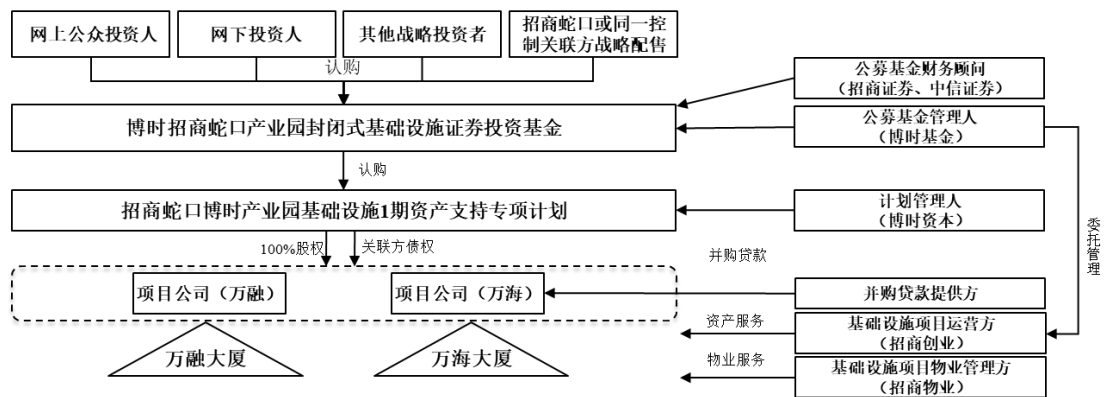 网上公众投资人
网下投资人
其他战略投资者
招商蛇口或同一控
制关联方战略配售
认购
公募基金财务顾问
（招商证券、中信证券）
博时招商蛇口产业园封闭式基础设施证券投资基金
公募基金管理人
（博时基金）
认购
招商蛇口博时产业园基础设施1期资产支持专项计划
计划管理人
（博时资本）
委托管理
100%股权
关联方债权
并购贷款
项目公司（万融）
项目公司（万海）
并购贷款提供方
资产服务
基础设施项目运营方
（招商创业）
万融大厦
万海大厦
物业服务
基础设施项目物业管理方
（招商物业）